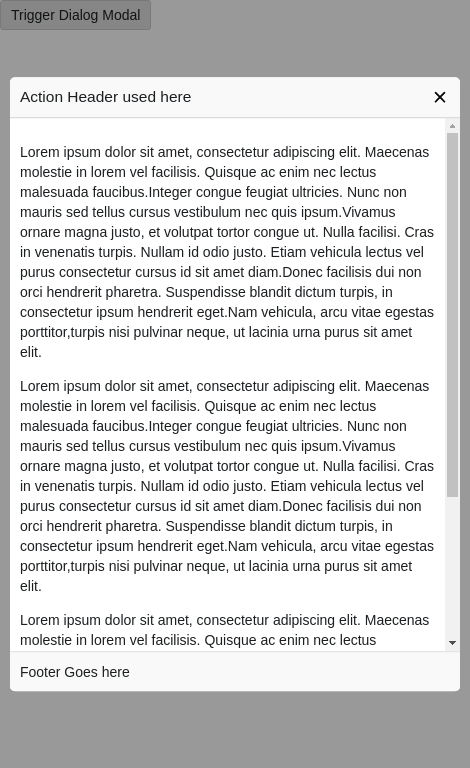 Trigger Dialog Modal
Action Header used here
Lorem ipsum dolor sit amet, consectetur adipiscing elit. Maecenas
molestie in lorem vel facilisis. Quisque ac enim nec lectus
malesuada faucibus.Integer congue feugiat ultricies. Nunc non
mauris sed tellus cursus vestibulum nec quis ipsum.Vivamus
ornare magna justo, et volutpat tortor congue ut. Nulla facilisi. Cras
in venenatis turpis. Nullam id odio justo. Etiam vehicula lectus vel
purus consectetur cursus id sit amet diam.Donec facilisis dui non
orci hendrerit pharetra. Suspendisse blandit dictum turpis, in
consectetur ipsum hendrerit eget.Nam vehicula, arcu vitae egestas
porttitor,turpis nisi pulvinar neque, ut lacinia urna purus sit amet
elit.
Lorem ipsum dolor sit amet, consectetur adipiscing elit. Maecenas
molestie in lorem vel facilisis. Quisque ac enim nec lectus
malesuada faucibus.Integer congue feugiat ultricies. Nunc non
mauris sed tellus cursus vestibulum nec quis ipsum.Vivamus
ornare magna justo, et volutpat tortor congue ut. Nulla facilisi. Cras
in venenatis turpis. Nullam id odio justo. Etiam vehicula lectus vel
purus consectetur cursus id sit amet diam.Donec facilisis dui non
orci hendrerit pharetra. Suspendisse blandit dictum turpis, in
consectetur ipsum hendrerit eget.Nam vehicula, arcu vitae egestas
porttitor,turpis nisi pulvinar neque, ut lacinia urna purus sit amet
elit.
Lorem ipsum dolor sit amet, consectetur adipiscing elit. Maecenas
molestie in lorem vel facilisis. Quisque ac enim nec lectus
Footer Goes here